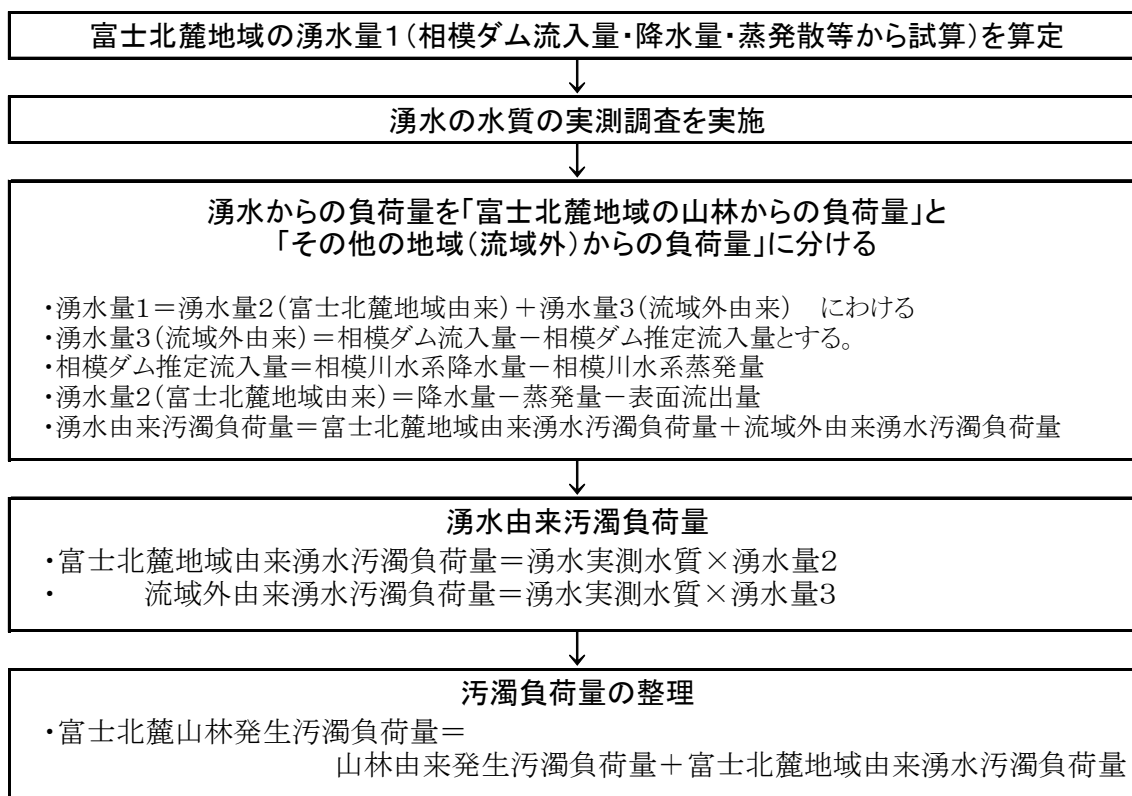 富士北麓地域の湧水量1（相模ダム流入量・降水量・蒸発散等から試算）を算定
↓
湧水の水質の実測調査を実施
↓
湧水からの負荷量を「富士北麓地域の山林からの負荷量」と
「その他の地域（流域外）からの負荷量」に分ける
・湧水量1＝湧水量2（富士北麓地域由来）＋湧水量3（流域外由来）　にわける
・湧水量3（流域外由来）＝相模ダム流入量－相模ダム推定流入量とする。
・相模ダム推定流入量＝相模川水系降水量－相模川水系蒸発量
・湧水量2（富士北麓地域由来）＝降水量－蒸発量－表面流出量
・湧水由来汚濁負荷量＝富士北麓地域由来湧水汚濁負荷量＋流域外由来湧水汚濁負荷量
↓
湧水由来汚濁負荷量
・富士北麓地域由来湧水汚濁負荷量＝湧水実測水質×湧水量2
・　　　流域外由来湧水汚濁負荷量＝湧水実測水質×湧水量3
↓
汚濁負荷量の整理
・富士北麓山林発生汚濁負荷量＝
山林由来発生汚濁負荷量＋富士北麓地域由来湧水汚濁負荷量